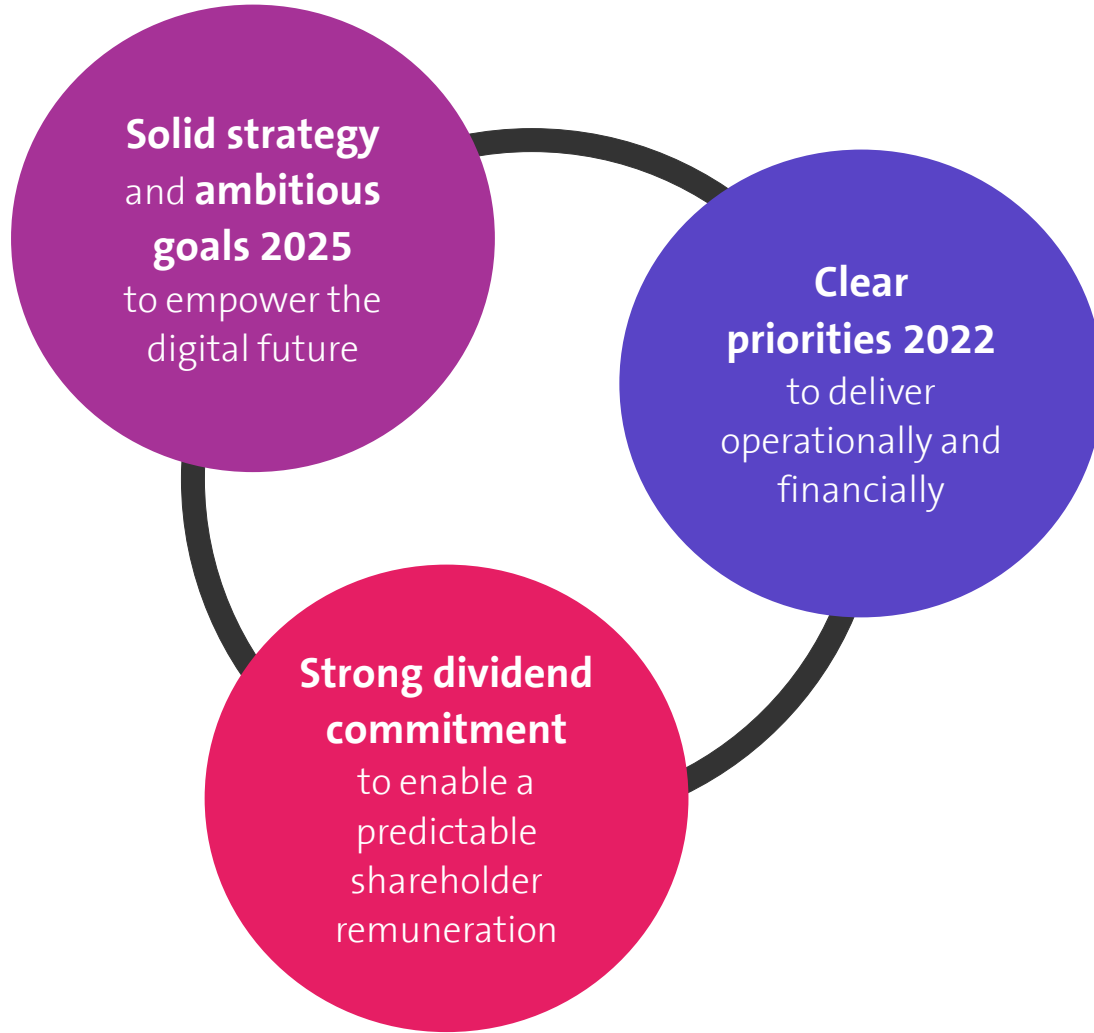 Solid strategy
and ambitious
goals 2025
to empower the
digital future
Clear
priorities 2022
to deliver
operationally and
financially
Strong dividend
commitment
to enable a
predictable
shareholder
remuneration